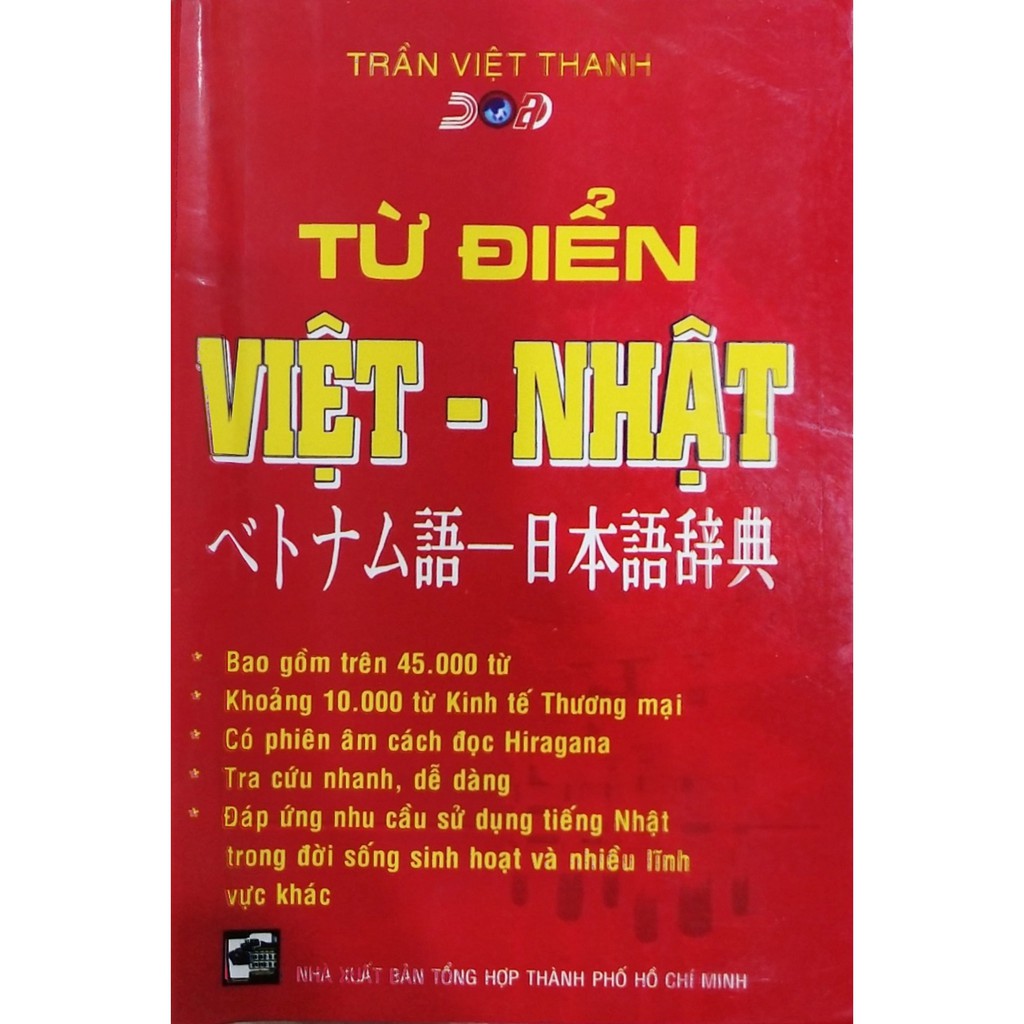 TRẦN VIỆT THANH
TỪ ĐIỂN
VIỆT - NHẬT
ベトナム語ー日本語辞典
* Bao gồm trên 45.000 từ
* Khoảng 10.000 từ Kinh tế Thương mại
* Có phiên âm cách đọc Hiragana
* Tra cứu nhanh, dễ dàng
* Đáp ứng nhu cầu sử dụng tiếng Nhật
trong đời sống sinh hoạt và nhiều lĩnh
vực khác
NHÀ XUẤT BẢN TỔNG HỢP THÀNH PHỐ HỒ CHÍ MINH